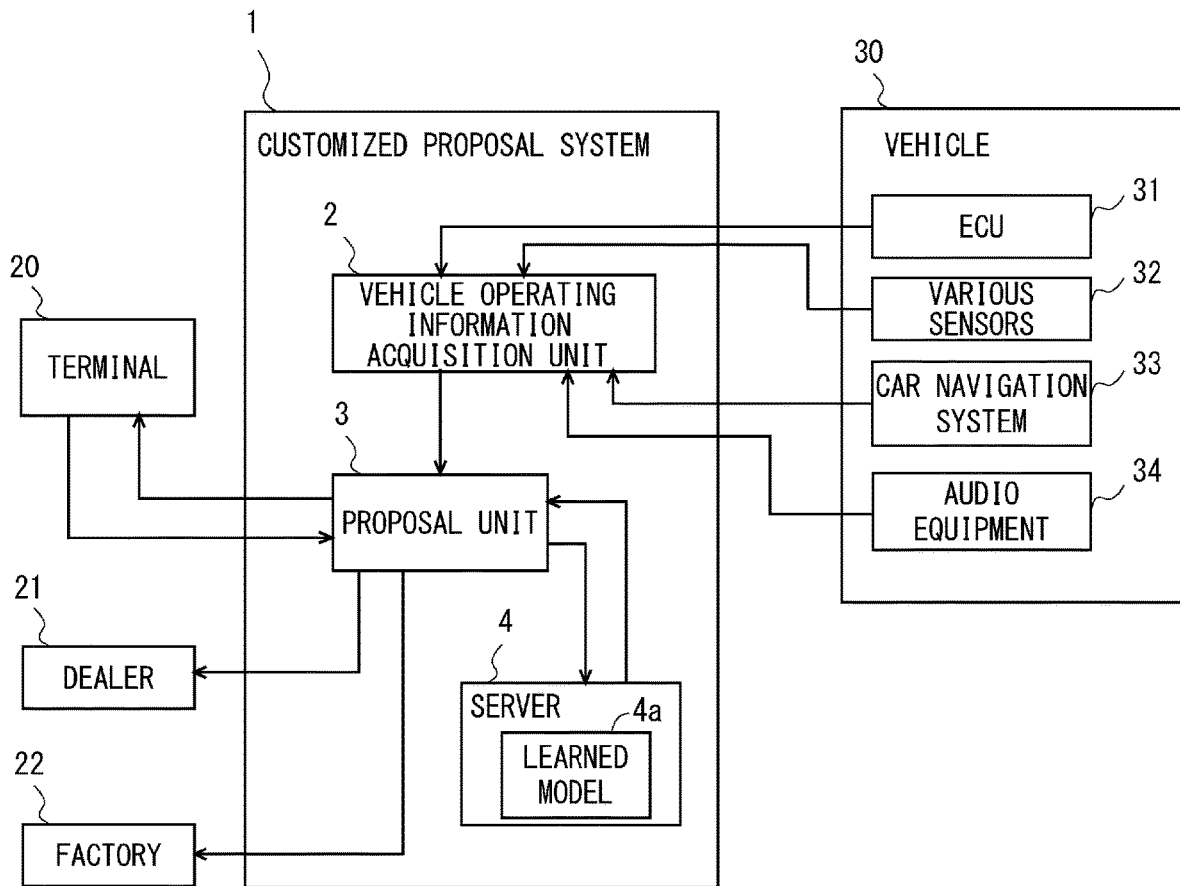 1
CUSTOMIZED PROPOSAL SYSTEM
2
VEHICLE OPERATING
INFORMATION
ACQUISITION UNIT
3
PROPOSAL UNIT
4
SERVER
4a
LEARNED
MODEL
20
TERMINAL
21
DEALER
22
FACTORY
30
VEHICLE
31
ECU
32
VARIOUS
SENSORS
33
CAR NAVIGATION
SYSTEM
34
AUDIO
EQUIPMENT